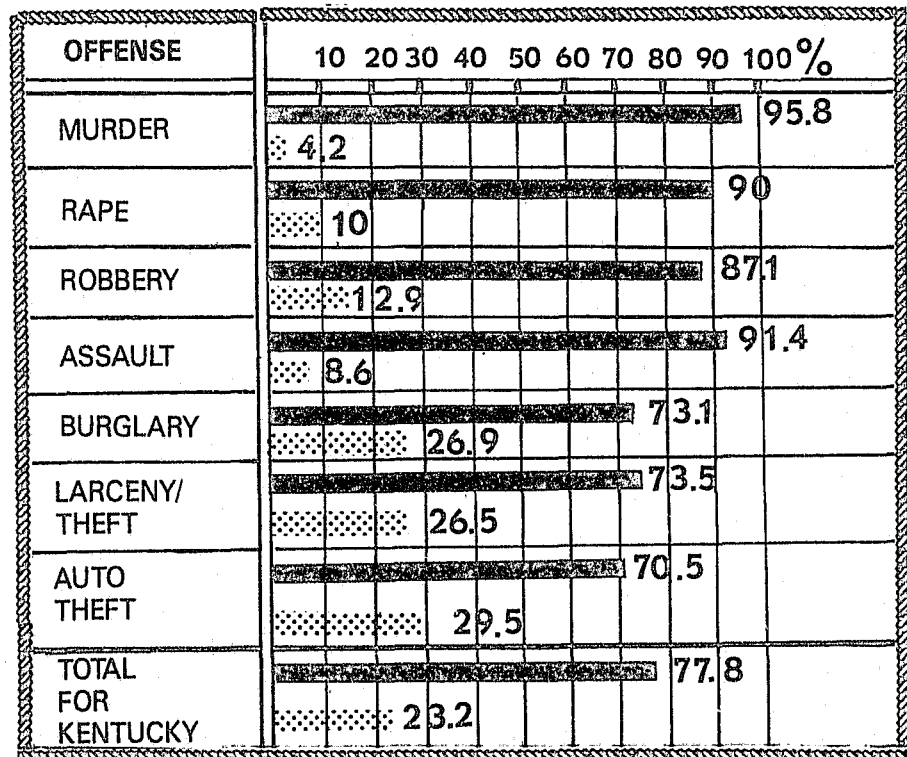 OFFENSE 10 20 30 40 50 60 70 80 90 100%
MURDER 95.8
4.2
RAPE 90
10
ROBBERY 87.1
12.9
ASSAULT 91.4
8.6
BURGLARY 73.1
26.9
LARCENY/ 73.5
THEFT 26.5
AUTO 70.5
THEFT 29.5
TOTAL 77.8
FOR
KENTUCKY 23.2